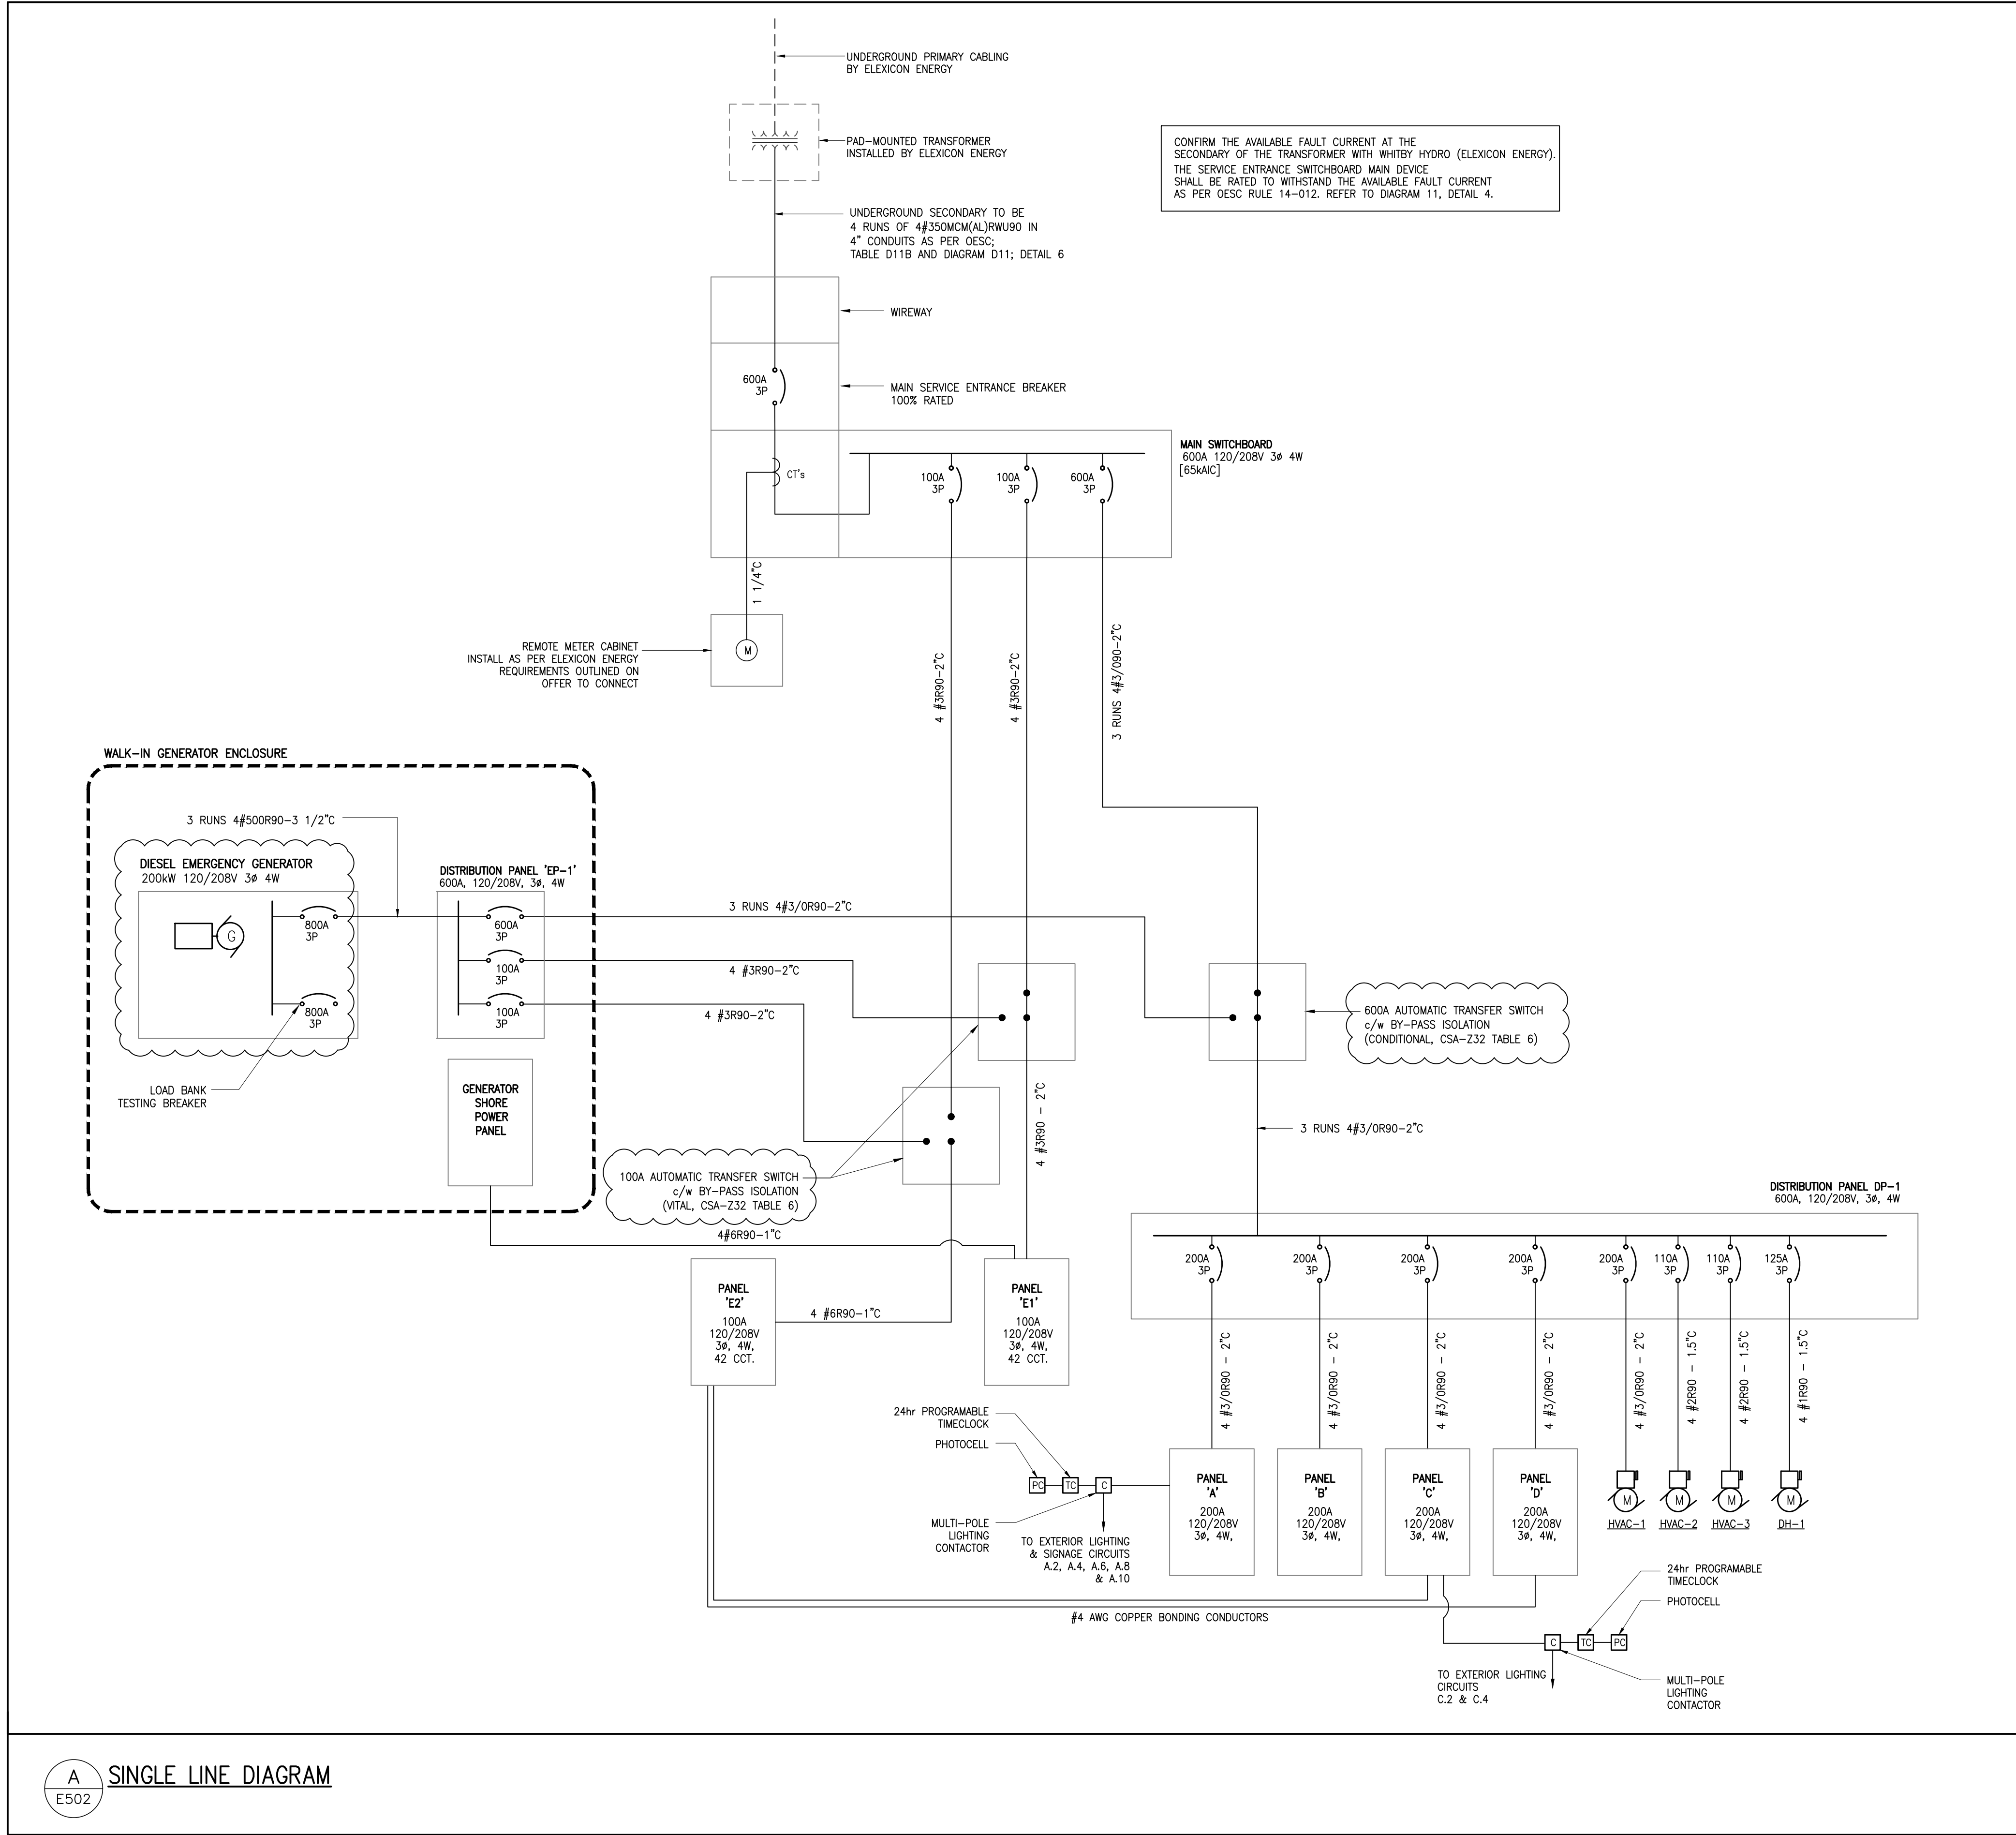 UNDERGROUND PRIMARY CABLING
BY ELEXICON ENERGY
PAD-MOUNTED TRANSFORMER
INSTALLED BY ELEXICON ENERGY
CONFIRM THE AVAILABLE FAULT CURRENT AT THE
SECONDARY OF THE TRANSFORMER WITH WHITBY HYDRO (ELEXICON ENERGY).
THE SERVICE ENTRANCE SWITCHBOARD MAIN DEVICE
SHALL BE RATED TO WITHSTAND THE AVAILABLE FAULT CURRENT
AS PER OESC RULE 14-012. REFER TO DIAGRAM 11, DETAIL 4.
UNDERGROUND SECONDARY TO BE
4 RUNS OF 4#350MCM(AL)RWU90 IN
4" CONDUITS AS PER OESC;
TABLE D11B AND DIAGRAM D11; DETAIL 6
WIREWAY
600A
3P
MAIN SERVICE ENTRANCE BREAKER
100% RATED
MAIN SWITCHBOARD
600A 120/208V 3ø 4W
[65kAIC]
CT's
100A
3P
100A
3P
600A
3P
1 1/4"C
REMOTE METER CABINET
INSTALL AS PER ELEXICON ENERGY
REQUIREMENTS OUTLINED ON
OFFER TO CONNECT
M
4 #3R90-2"C
4 #3R90-2"C
3 RUNS 4#3/090-2"C
WALK-IN GENERATOR ENCLOSURE
3 RUNS 4#500R90-3 1/2"C
DIESEL EMERGENCY GENERATOR
200kW 120/208V 3ø 4W
G
800A
3P
800A
3P
LOAD BANK
TESTING BREAKER
DISTRIBUTION PANEL 'EP-1'
600A, 120/208V, 3ø, 4W
600A
3P
100A
3P
100A
3P
GENERATOR
SHORE
POWER
PANEL
3 RUNS 4#3/0R90-2"C
4 #3R90-2"C
4 #3R90-2"C
600A AUTOMATIC TRANSFER SWITCH
c/w BY-PASS ISOLATION
(CONDITIONAL, CSA-Z32 TABLE 6)
4 #3R90 - 2"C
3 RUNS 4#3/0R90-2"C
100A AUTOMATIC TRANSFER SWITCH
c/w BY-PASS ISOLATION
(VITAL, CSA-Z32 TABLE 6)
4#6R90-1"C
DISTRIBUTION PANEL DP-1
600A, 120/208V, 3ø, 4W
200A
3P
200A
3P
200A
3P
200A
3P
200A
3P
110A
3P
110A
3P
125A
3P
PANEL
'E2'
100A
120/208V
3ø, 4W,
42 CCT.
4 #6R90-1"C
PANEL
'E1'
100A
120/208V
3ø, 4W,
42 CCT.
4 #3/0R90 - 2"C
4 #3/0R90 - 2"C
4 #3/0R90 - 2"C
4 #3/0R90 - 2"C
4 #3/0R90 - 2"C
4 #2R90 - 1.5"C
4 #2R90 - 1.5"C
4 #1R90 - 1.5"C
24hr PROGRAMABLE
TIMECLOCK
PHOTOCELL
PC
TC
C
MULTI-POLE
LIGHTING
CONTACTOR
TO EXTERIOR LIGHTING
& SIGNAGE CIRCUITS
A.2, A.4, A.6, A.8
& A.10
PANEL
'A'
200A
120/208V
3ø, 4W,
PANEL
'B'
200A
120/208V
3ø, 4W,
PANEL
'C'
200A
120/208V
3ø, 4W,
PANEL
'D'
200A
120/208V
3ø, 4W,
M
HVAC-1
M
HVAC-2
M
HVAC-3
M
DH-1
#4 AWG COPPER BONDING CONDUCTORS
24hr PROGRAMABLE
TIMECLOCK
PHOTOCELL
C
TC
PC
TO EXTERIOR LIGHTING
CIRCUITS
C.2 & C.4
MULTI-POLE
LIGHTING
CONTACTOR
A
E502
SINGLE LINE DIAGRAM